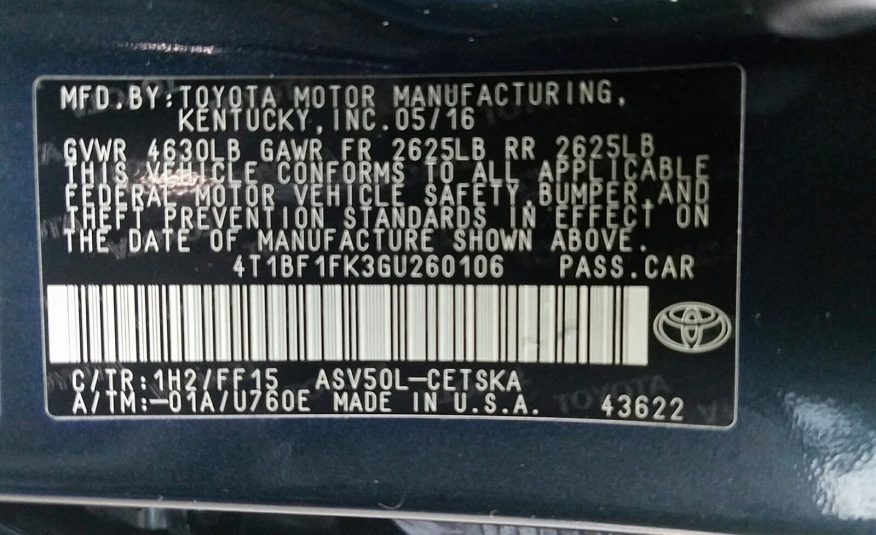 MFD.BY:TOYOTA MOTOR MANUFACTURING,
KENTUCKY,INC.05/16
GVWR 4630LB GAWR FR 2625LB RR 2625LB
THIS VEHICLE CONFORMS TO ALL APPLICABLE
FEDERAL MOTOR VEHICLE SAFETY,BUMPER,AND
THEFT PREVENTION STANDARDS IN EFFECT ON
THE DATE OF MANUFACTURE SHOWN ABOVE.
4T1BF1FK3GU260106 PASS.CAR
C/TR:1H2/FF15 ASV50L-CETSKA
A/TM:-01A/U760E MADE IN U.S.A. 43622
TOYOTA